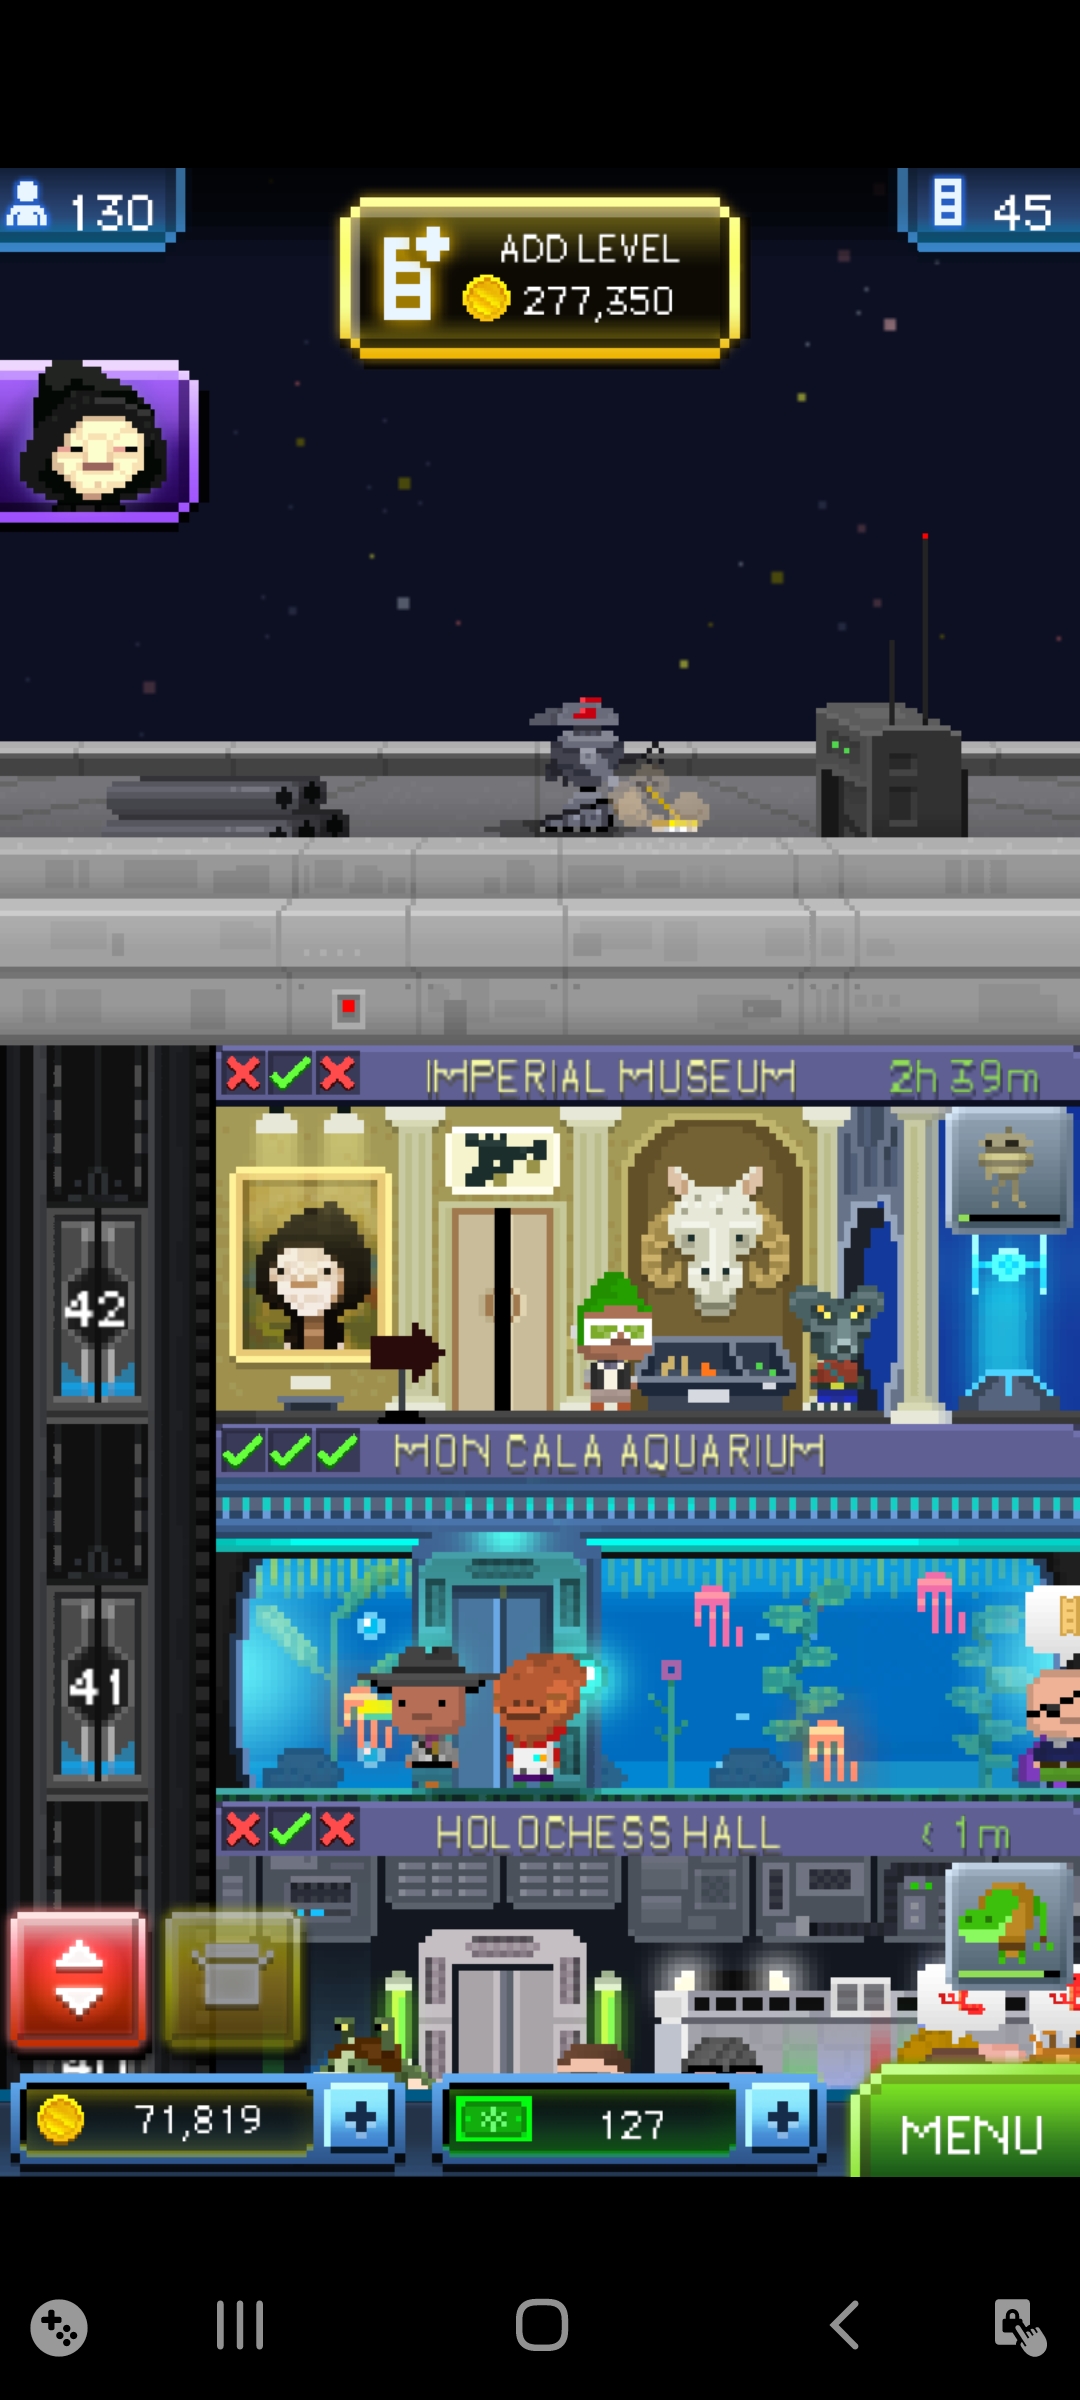 130
ADD LEVEL
277,350
45
IMPERIAL MUSEUM
2h 39m
42
MON CALA AQUARIUM
41
HOLOCHESS HALL
< 1m
71,819
127
MENU